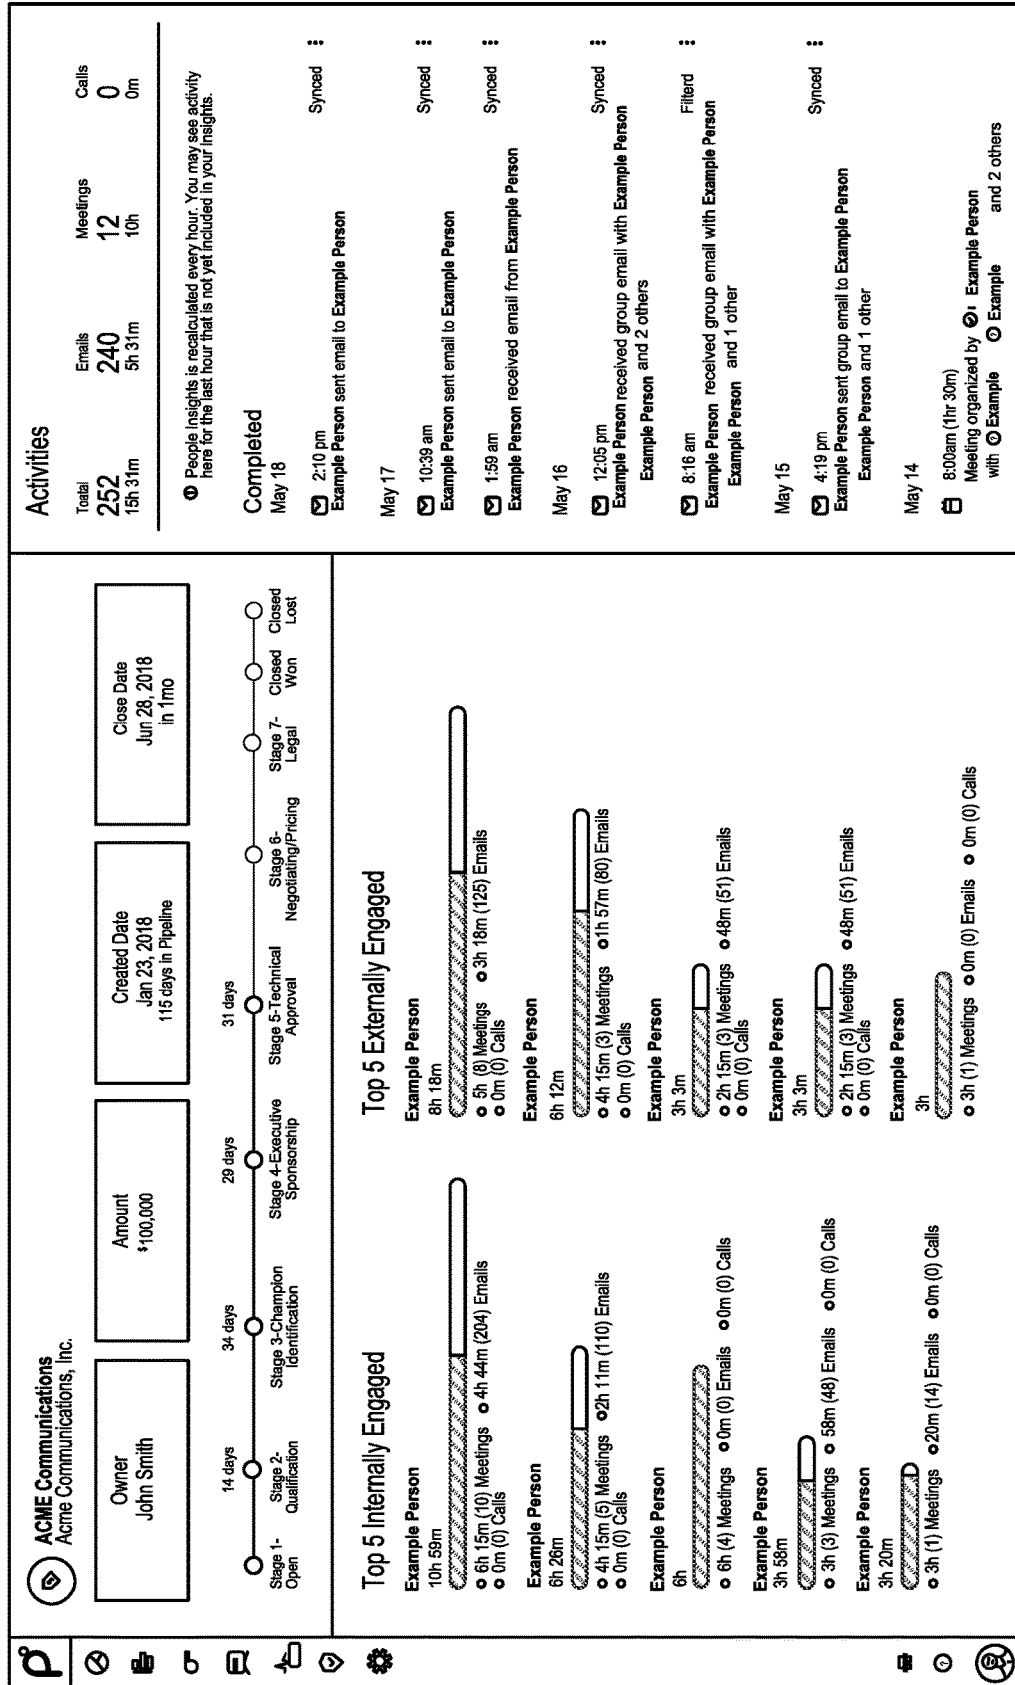 ACME Communications
Acme Communications, Inc.
Owner
John Smith
Amount
$100,000
Created Date
Jan 23, 2018
115 days in Pipeline
Close Date
Jun 28, 2018
in 1mo
14 days
34 days
29 days
31 days
Stage 1-
Open
Stage 2-
Qualification
Stage 3-Champion
Identification
Stage 4-Executive
Sponsorship
Stage 5-Technical
Approval
Stage 6-
Negotiating/Pricing
Stage 7-
Legal
Closed
Won
Closed
Lost
Top 5 Internally Engaged
Example Person
10h 59m
6h 15m (10) Meetings 4h 44m (204) Emails
0m (0) Calls
Example Person
6h 26m
4h 15m (5) Meetings 2h 11m (110) Emails
0m (0) Calls
Example Person
6h
6h (4) Meetings 0m (0) Emails 0m (0) Calls
Example Person
3h 58m
3h (3) Meetings 58m (48) Emails 0m (0) Calls
Example Person
3h 20m
3h (1) Meetings 20m (14) Emails 0m (0) Calls
Top 5 Externally Engaged
Example Person
8h 18m
5h (8) Meetings 3h 18m (125) Emails
0m (0) Calls
Example Person
6h 12m
4h 15m (3) Meetings 1h 57m (80) Emails
0m (0) Calls
Example Person
3h 3m
2h 15m (3) Meetings 48m (51) Emails
0m (0) Calls
Example Person
3h 3m
2h 15m (3) Meetings 48m (51) Emails
0m (0) Calls
Example Person
3h
3h (1) Meetings 0m (0) Emails 0m (0) Calls
Activities
Toatal Emails Meetings Calls
252 240 12 0
15h 31m 5h 31m 10h 0m
People insights is recalculated every hour. You may see activity
here for the last hour that is not yet included in your insights.
Completed
May 18
2:10 pm Synced
Example Person sent email to Example Person
May 17
10:39 am Synced
Example Person sent email to Example Person
1:59 am Synced
Example Person received email from Example Person
May 16
12:05 pm Synced
Example Person received group email with Example Person
Example Person and 2 others
8:16 am Filterd
Example Person received group email with Example Person
Example Person and 1 other
May 15
4:19 pm Synced
Example Person sent group email to Example Person
Example Person and 1 other
May 14
8:00am (1hr 30m)
Meeting organized by Example Person
with Example Example and 2 others